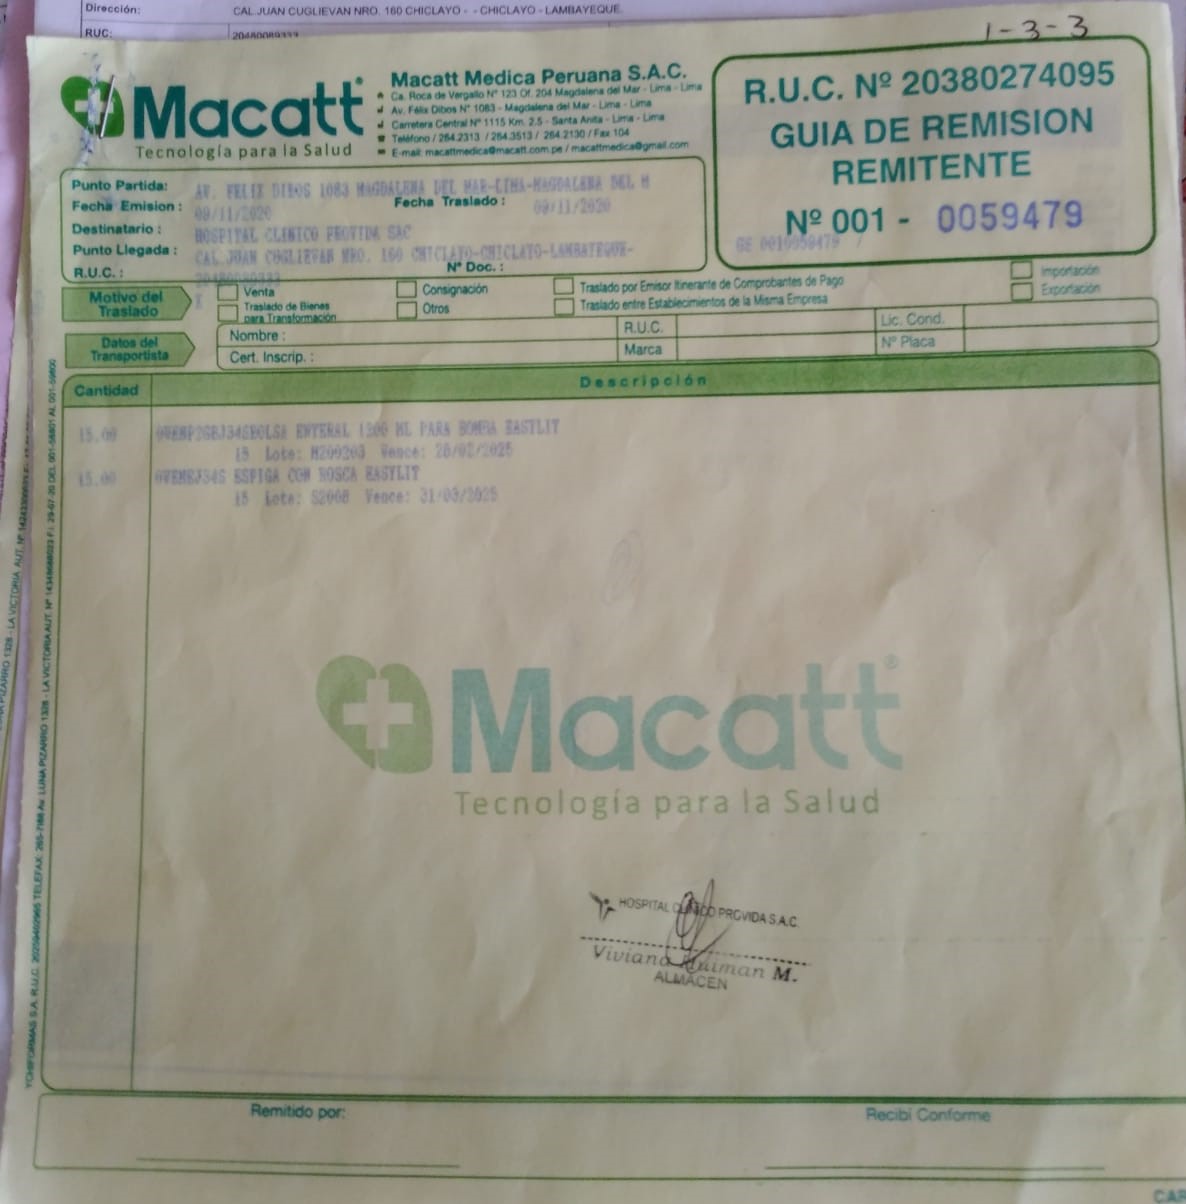 Dirección: CAL JUAN CUGLIEVAN NRO. 160 CHICLAYO - - CHICLAYO - LAMBAYEQUE.
RUC: 20480089333
1-3-3
Macatt®
Tecnología para la Salud
Macatt Medica Peruana S.A.C.
Ca. Roca de Vergallo N° 123 Of. 204 Magdalena del Mar - Lima - Lima
Av. Félix Dibos N° 1083 - Magdalena del Mar - Lima - Lima
Carretera Central N° 1115 Km. 2.5 - Santa Anita - Lima - Lima
Teléfono / 264.2313 / 264.3513 / 264.2130 / Fax 104
E-mail: macattmedica@macatt.com.pe / macattmedica@gmail.com
R.U.C. Nº 20380274095
GUIA DE REMISION
REMITENTE
Nº 001 - 0059479
GE 0010059479 /
Punto Partida: AV. FELIX DIBOS 1083 MAGDALENA DEL MAR-LIMA-MAGDALENA DEL M
Fecha Emision : 09/11/2020 Fecha Traslado : 09/11/2020
Destinatario : HOSPITAL CLINICO PROVIDA SAC
Punto Llegada : CAL.JUAN CUGLIEVAN NRO. 160 CHICLAYO-CHICLAYO-LAMBAYEQUE-
R.U.C. : 20480089333 N° Doc. :
Motivo del Traslado
X
Venta
Traslado de Bienes para Transformación
Consignación
Otros
Traslado por Emisor Itinerante de Comprobantes de Pago
Traslado entre Establecimientos de la Misma Empresa
Importación
Exportación
Datos del Transportista
Nombre : R.U.C. Lic. Cond.
Cert. Inscrip. : Marca N° Placa
Cantidad Descripción
15.00 BOLSA ENTERAL 1200 ML PARA BOMBA EASYLIT
15 Lote: Vence: 28/02/2025
15.00 ESPIGA CON ROSCA EASYLIT
15 Lote: S2008 Vence: 31/03/2025
Macatt®
Tecnología para la Salud
HOSPITAL CLINICO PROVIDA S.A.C.
Viviana Huiman M.
ALMACEN
Remitido por: Recibí Conforme